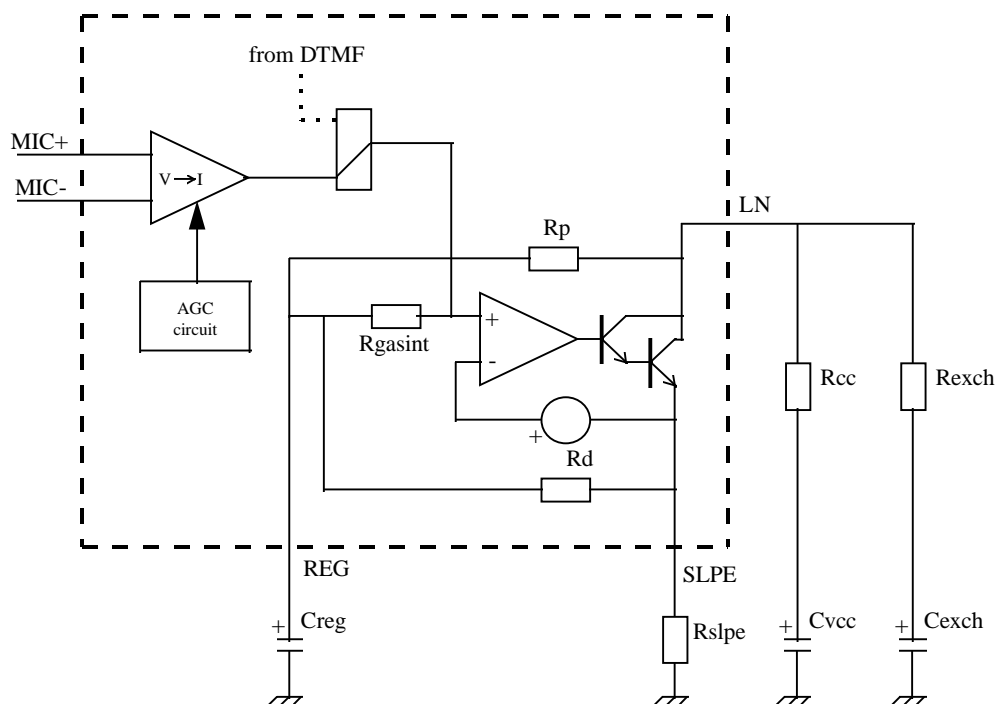 from DTMF
MIC+
V → I
MIC-
LN
Rp
AGC
circuit
+
Rgasint
-
Rcc
Rexch
+
Rd
REG
SLPE
+ Creg
Rslpe
+ Cvcc
+ Cexch